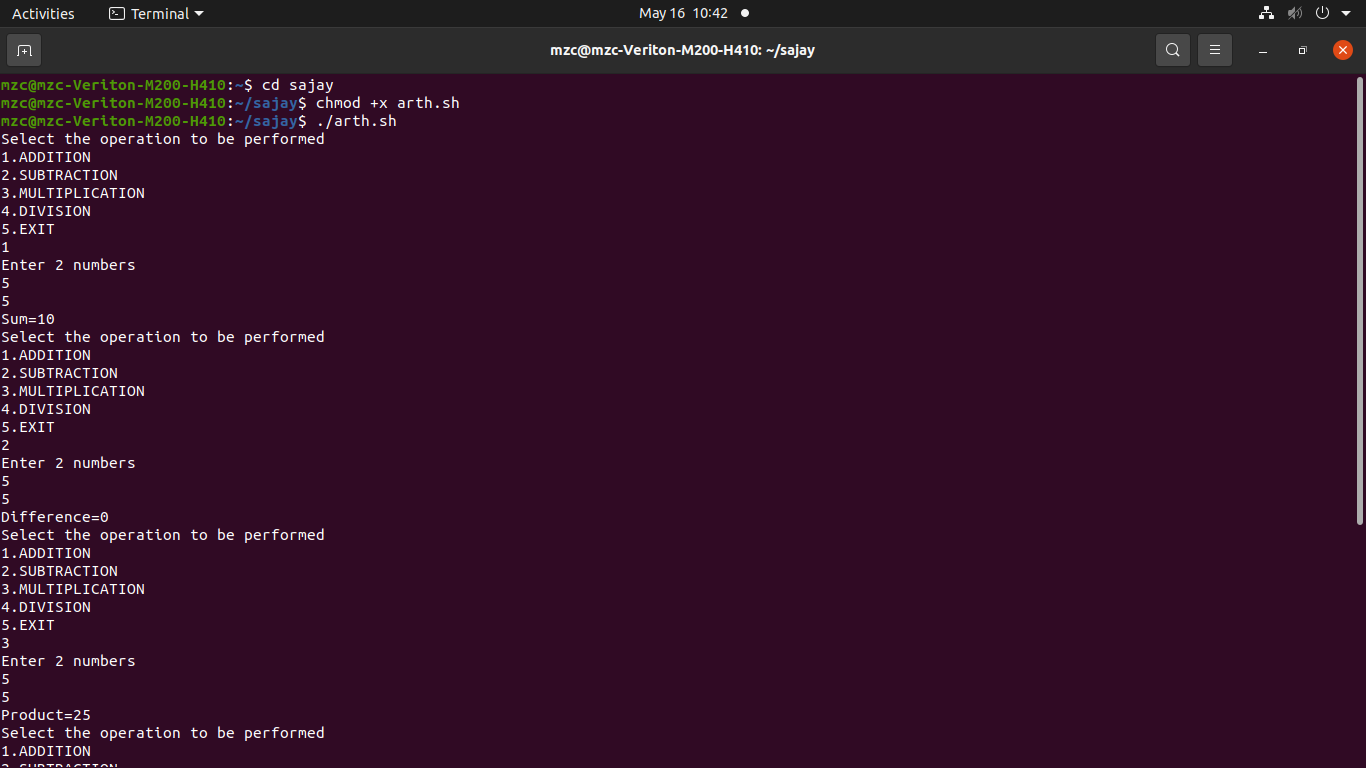 Activities Terminal May 16 10:42
mzc@mzc-Veriton-M200-H410: ~/sajay
mzc@mzc-Veriton-M200-H410:~$ cd sajay
mzc@mzc-Veriton-M200-H410:~/sajay$ chmod +x arth.sh
mzc@mzc-Veriton-M200-H410:~/sajay$ ./arth.sh
Select the operation to be performed
1.ADDITION
2.SUBTRACTION
3.MULTIPLICATION
4.DIVISION
5.EXIT
1
Enter 2 numbers
5
5
Sum=10
Select the operation to be performed
1.ADDITION
2.SUBTRACTION
3.MULTIPLICATION
4.DIVISION
5.EXIT
2
Enter 2 numbers
5
5
Difference=0
Select the operation to be performed
1.ADDITION
2.SUBTRACTION
3.MULTIPLICATION
4.DIVISION
5.EXIT
3
Enter 2 numbers
5
5
Product=25
Select the operation to be performed
1.ADDITION
2.SUBTRACTION